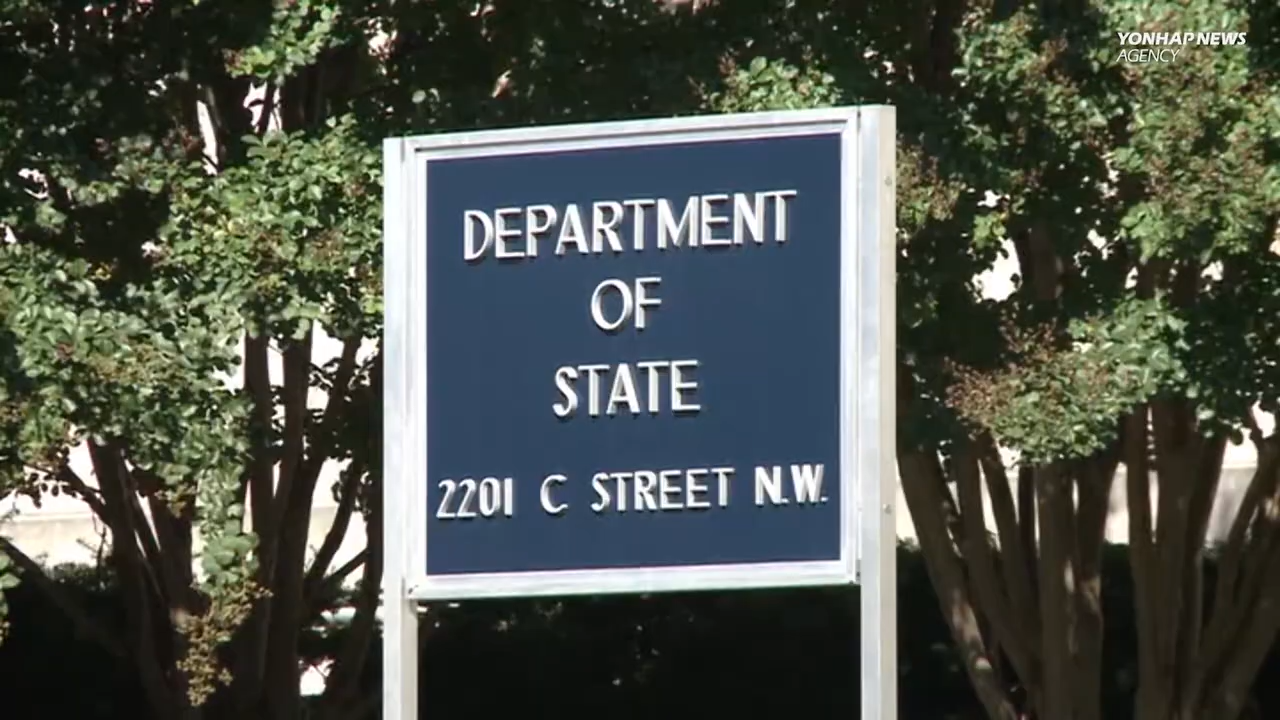 YONHAP NEWS
AGENCY
DEPARTMENT
OF
STATE
2201 C STREET N.W.